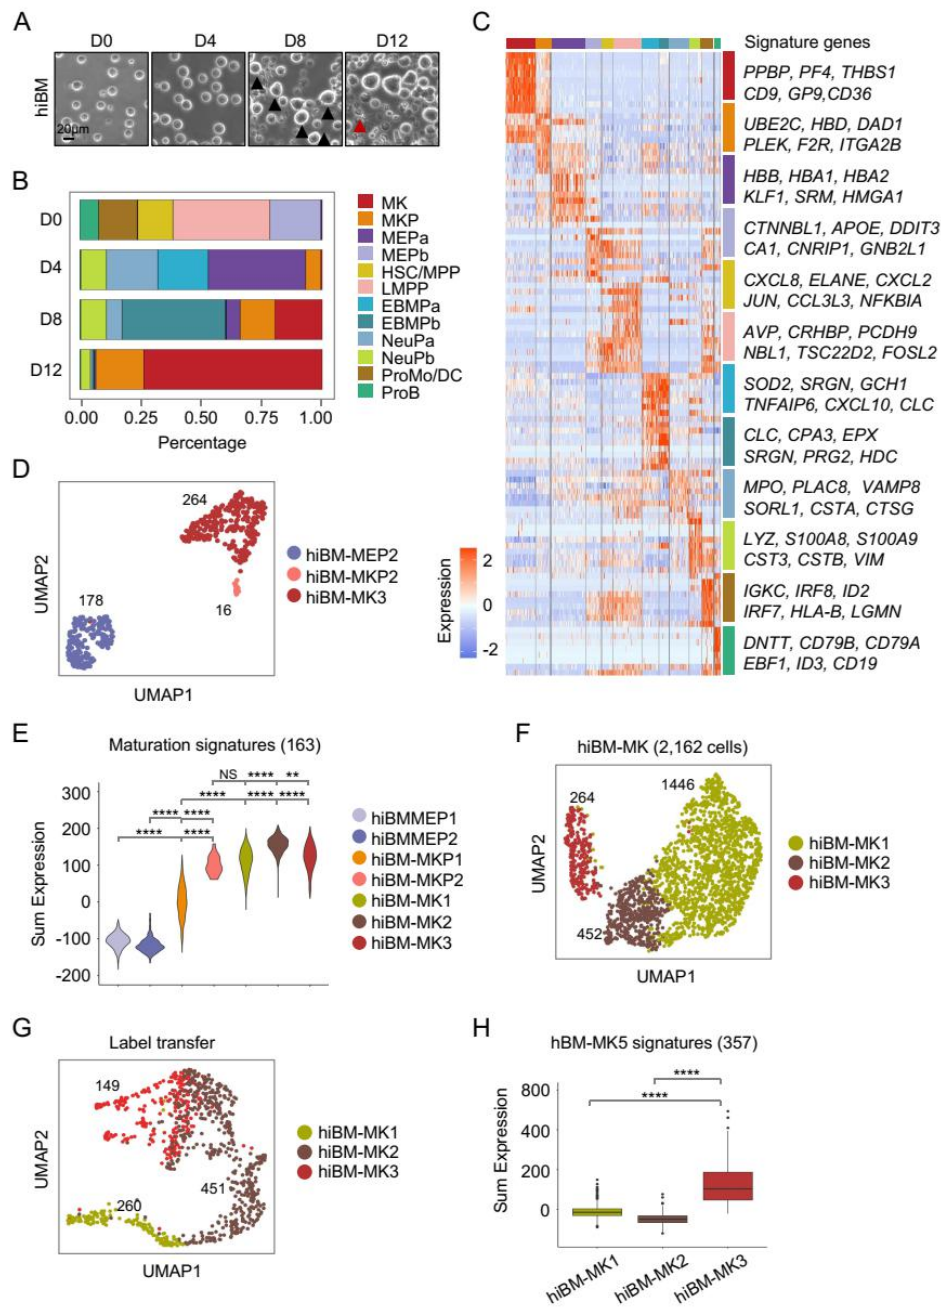 A
D0
D4
D8
D12
hiBM
20μm
B
D0
D4
D8
D12
0.00
0.25
0.50
0.75
1.00
Percentage
MK
MKP
MEPa
MEPb
HSC/MPP
LMPP
EBMPa
EBMPb
NeuPa
NeuPb
ProMo/DC
ProB
C
Signature genes
PPBP, PF4, THBS1
CD9, GP9,CD36
UBE2C, HBD, DAD1
PLEK, F2R, ITGA2B
HBB, HBA1, HBA2
KLF1, SRM, HMGA1
CTNNBL1, APOE, DDIT3
CA1, CNRIP1, GNB2L1
CXCL8, ELANE, CXCL2
JUN, CCL3L3, NFKBIA
AVP, CRHBP, PCDH9
NBL1, TSC22D2, FOSL2
SOD2, SRGN, GCH1
TNFAIP6, CXCL10, CLC
CLC, CPA3, EPX
SRGN, PRG2, HDC
MPO, PLAC8, VAMP8
SORL1, CSTA, CTSG
LYZ, S100A8, S100A9
CST3, CSTB, VIM
IGKC, IRF8, ID2
IRF7, HLA-B, LGMN
DNTT, CD79B, CD79A
EBF1, ID3, CD19
Expression
2
0
-2
D
264
178
16
UMAP2
UMAP1
hiBM-MEP2
hiBM-MKP2
hiBM-MK3
E
Maturation signatures (163)
NS **** **
**** **** ****
**** ****
**** ****
300
200
100
0
-100
-200
Sum Expression
hiBMMEP1
hiBMMEP2
hiBM-MKP1
hiBM-MKP2
hiBM-MK1
hiBM-MK2
hiBM-MK3
F
hiBM-MK (2,162 cells)
1446
264
452
UMAP2
UMAP1
hiBM-MK1
hiBM-MK2
hiBM-MK3
G
Label transfer
149
451
260
UMAP2
UMAP1
hiBM-MK1
hiBM-MK2
hiBM-MK3
H
hBM-MK5 signatures (357)
****
****
800
400
200
0
Sum Expression
hiBM-MK1
hiBM-MK2
hiBM-MK3